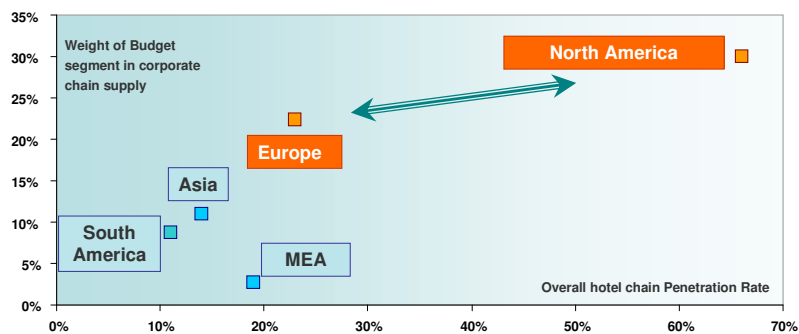 35%
Weight of Budget
segment in corporate
chain supply
North America
30%
25%
20%
Europe
15%
Asia
10%
South
America
MEA
5%
Overall hotel chain Penetration Rate
0%
0% 10% 20% 30% 40% 50% 60% 70%